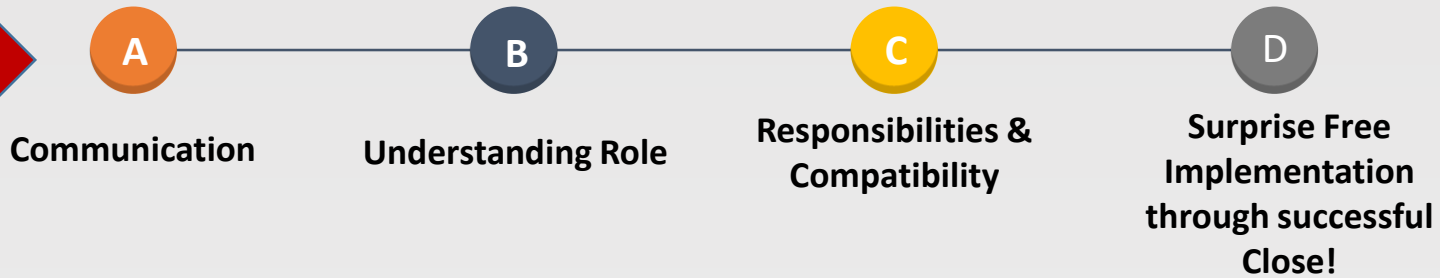 A
B
C
D
Communication
Understanding Role
Responsibilities &
Compatibility
Surprise Free
Implementation
through successful
Close!